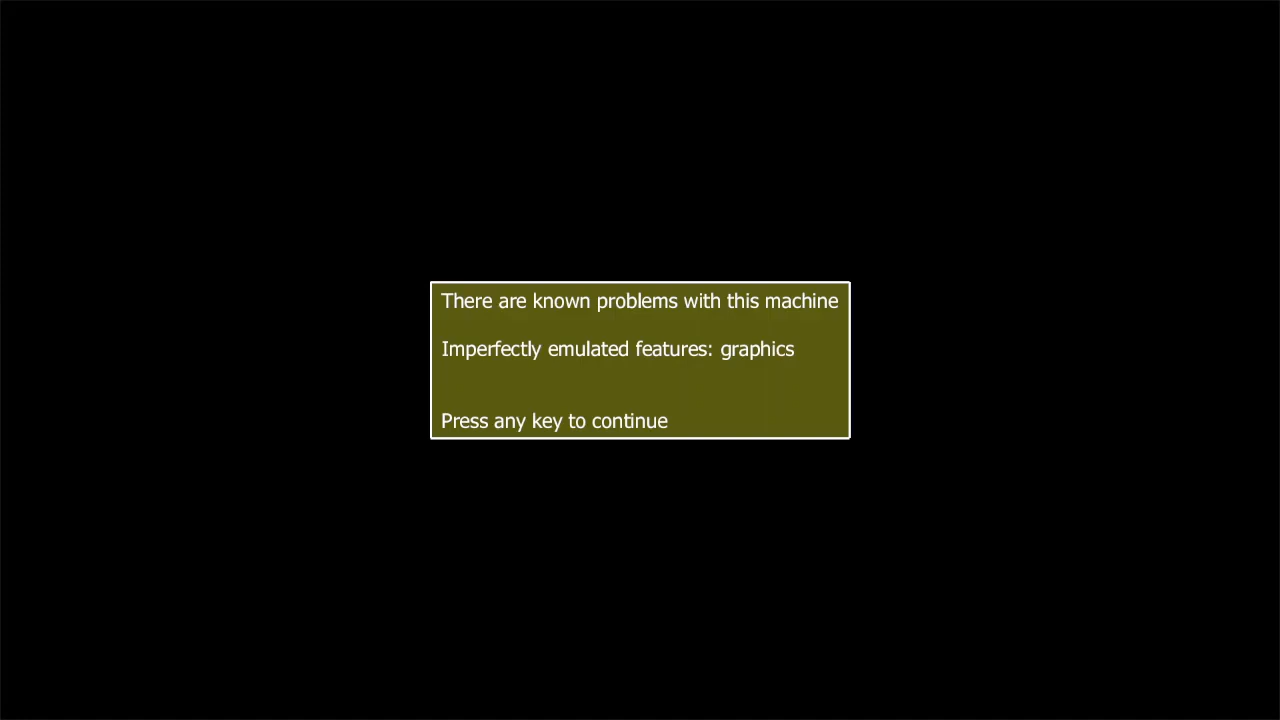 There are known problems with this machine
Imperfectly emulated features: graphics
Press any key to continue